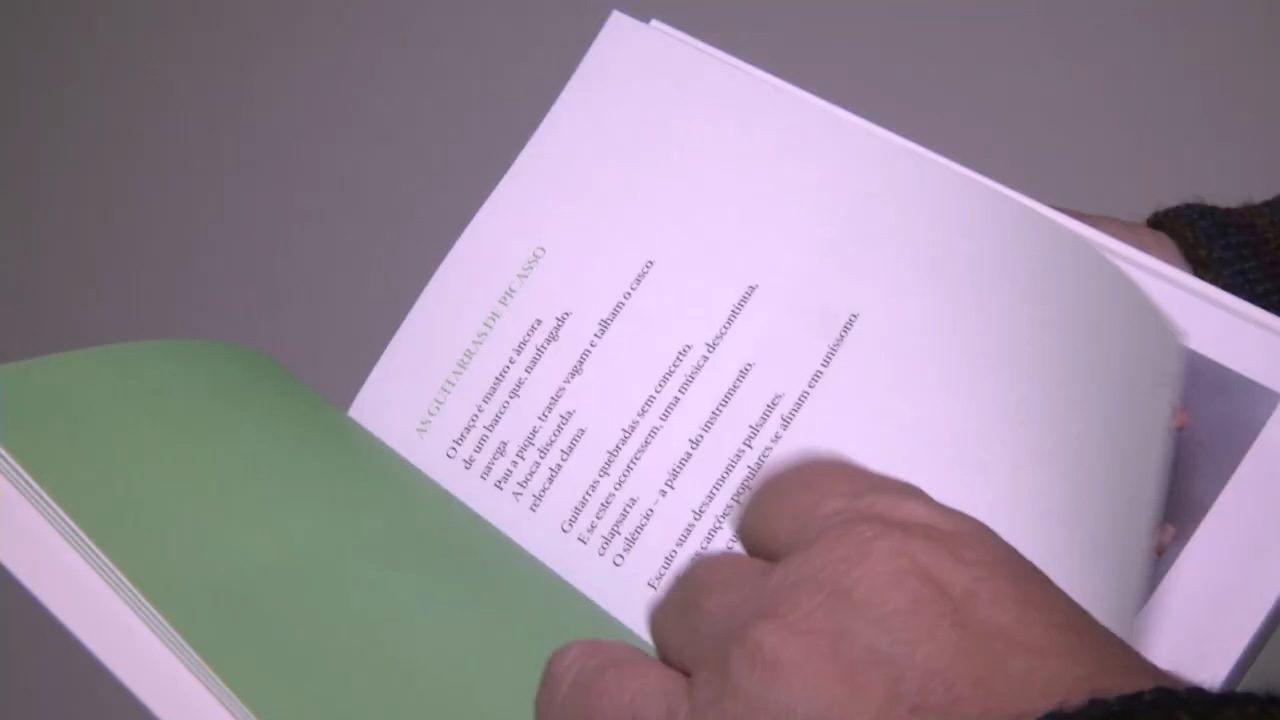 AS GUITARRAS DE PICASSO
O braço é mastro e âncora
de um barco que, naufragado,
navega.
Pau a pique, trastes vagam e talham o casco.
A boca discorda,
relocada clama.
Guitarras quebradas sem concerto.
E se estes ocorressem, uma música descontínua,
colapsaria.
O silêncio – a pátina do instrumento.
Escuto suas desarmonias pulsantes,
canções populares se afinam em uníssono.